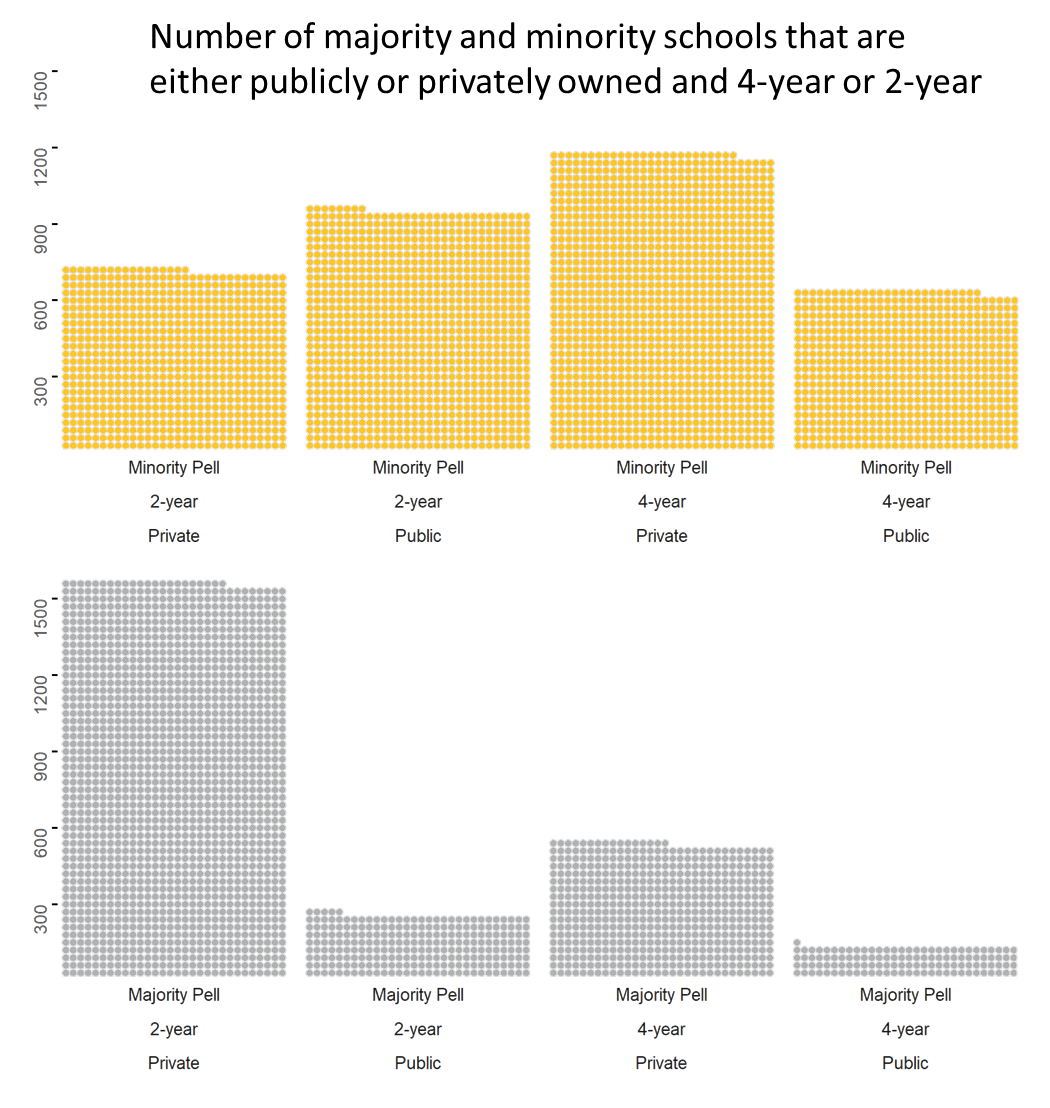 Number of majority and minority schools that are
either publicly or privately owned and 4-year or 2-year
1500
1200
900
600
300
Minority Pell Minority Pell Minority Pell Minority Pell
2-year 2-year 4-year 4-year
Private Public Private Public
1500
1200
900
600
300
Majority Pell Majority Pell Majority Pell Majority Pell
2-year 2-year 4-year 4-year
Private Public Private Public